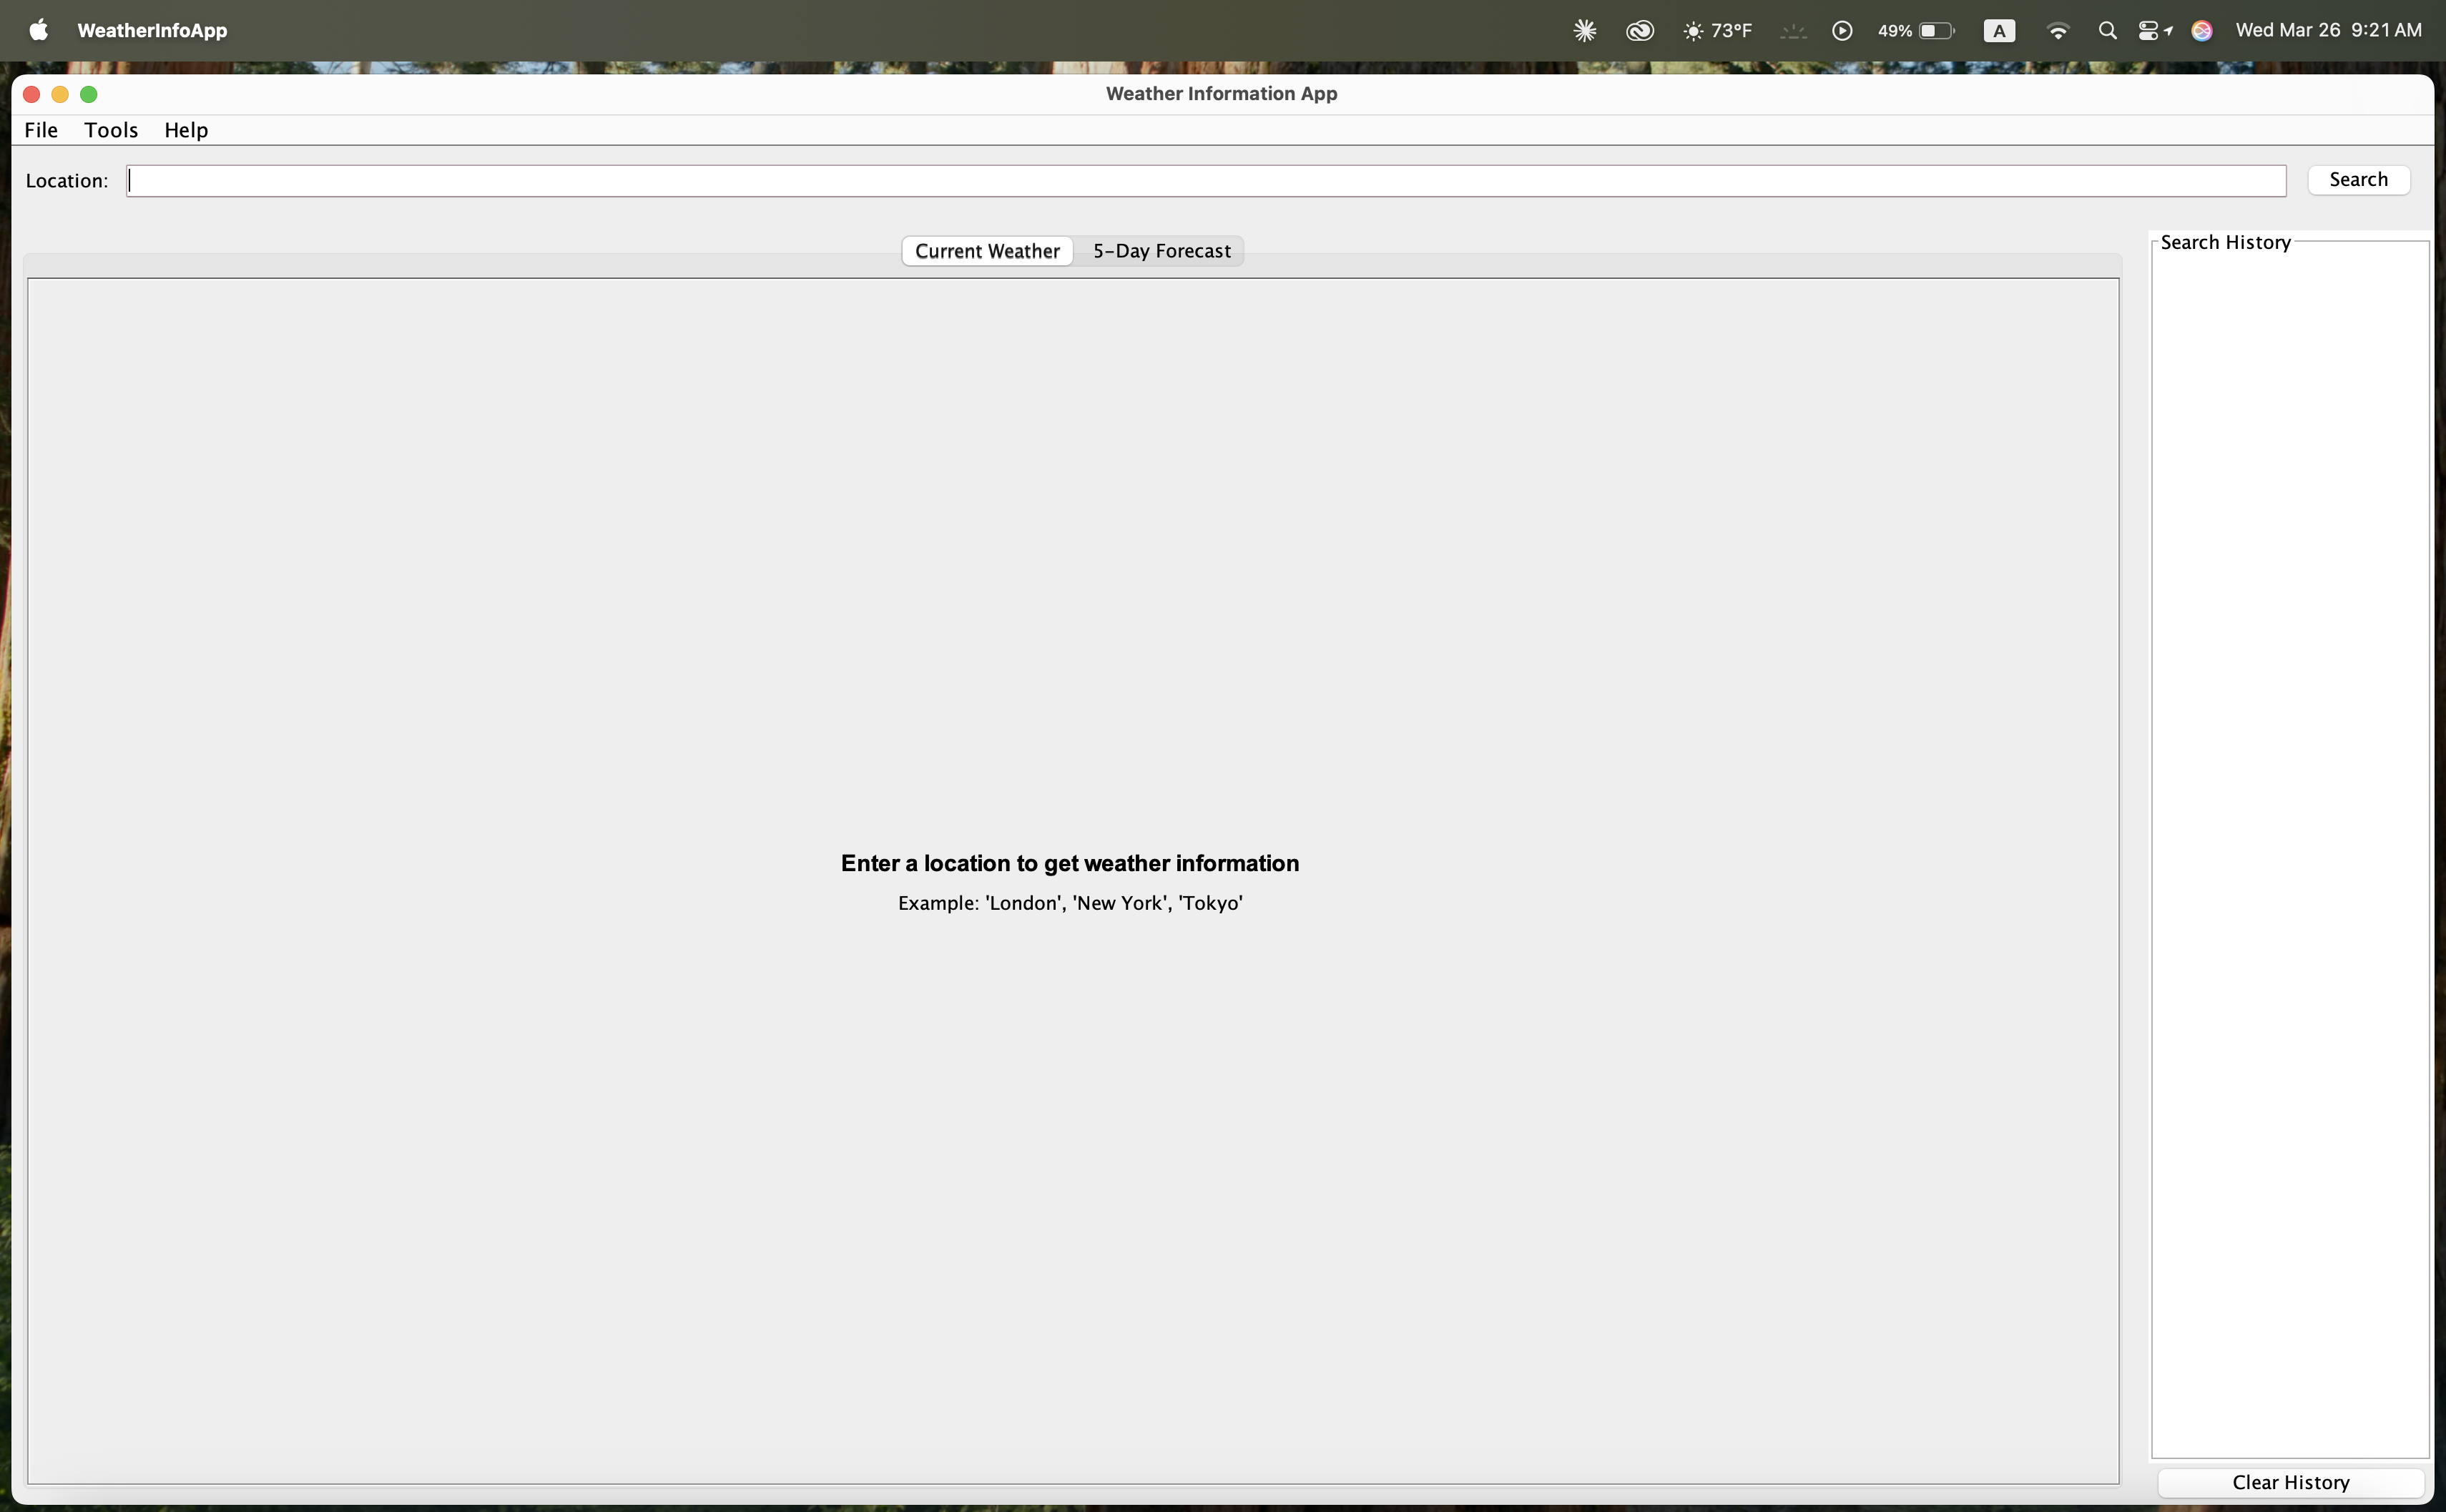 WeatherInfoApp 73°F 49% A Wed Mar 26 9:21 AM
Weather Information App
File Tools Help
Location: Search
Current Weather 5-Day Forecast
Search History
Enter a location to get weather information
Example: 'London', 'New York', 'Tokyo'
Clear History